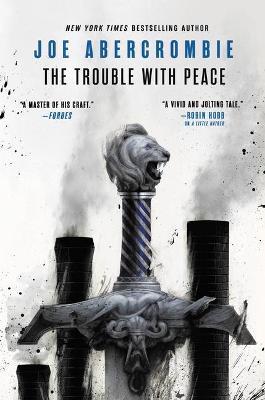 NEW YORK TIMES BESTSELLING AUTHOR
JOE ABERCROMBIE
THE TROUBLE WITH PEACE
"A MASTER OF HIS CRAFT."
—FORBES
"A VIVID AND JOLTING TALE."
—ROBIN HOBB
ON A LITTLE HATRED